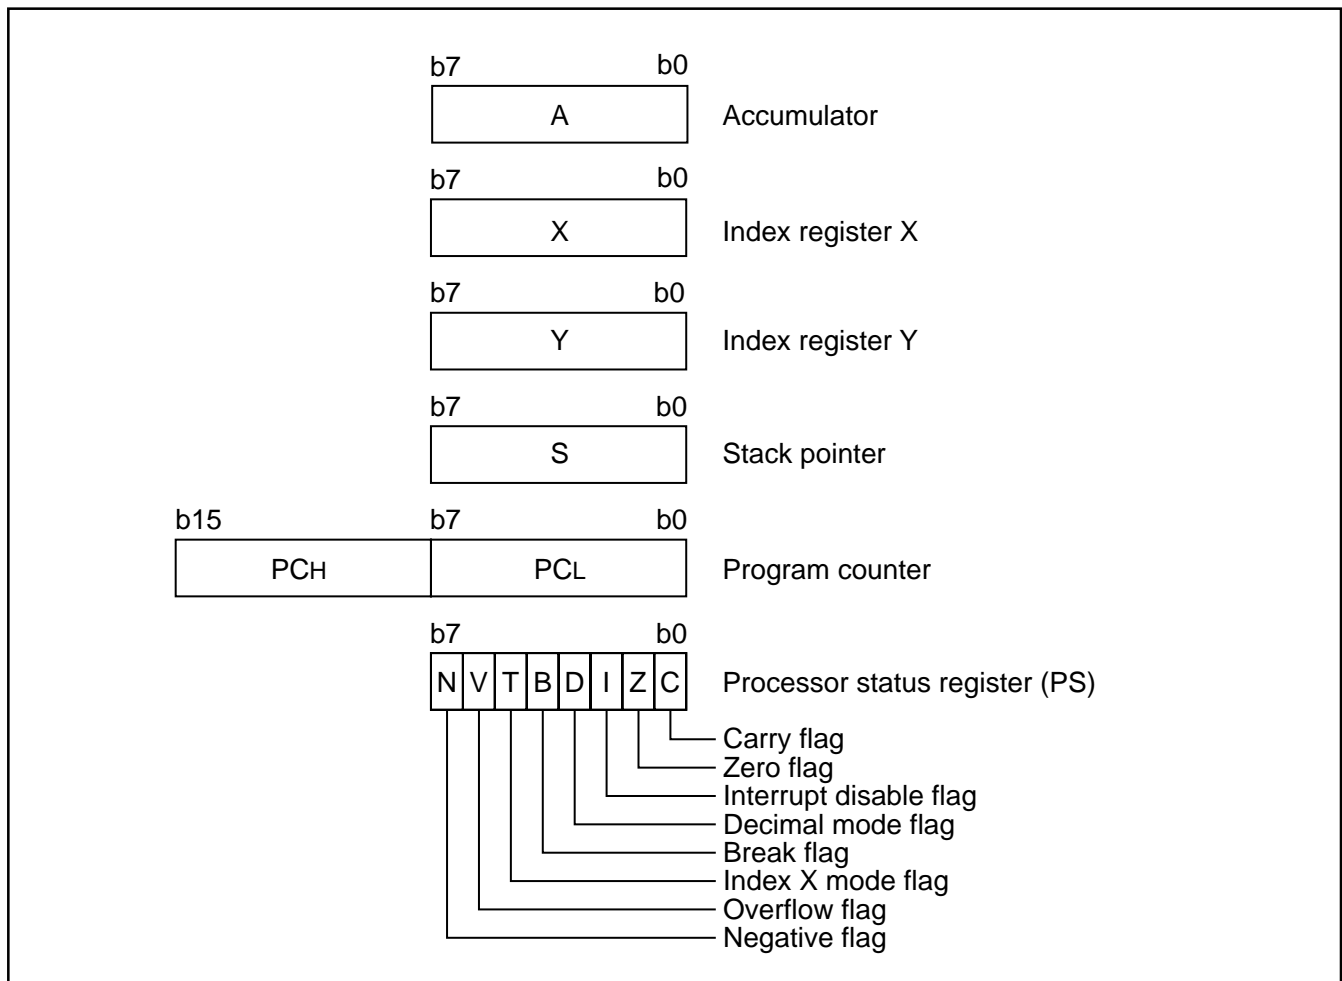 b7 b0
A Accumulator
b7 b0
X Index register X
b7 b0
Y Index register Y
b7 b0
S Stack pointer
b15 b7 b0
PCH PCL Program counter
b7 b0
N V T B D I Z C Processor status register (PS)
Carry flag
Zero flag
Interrupt disable flag
Decimal mode flag
Break flag
Index X mode flag
Overflow flag
Negative flag